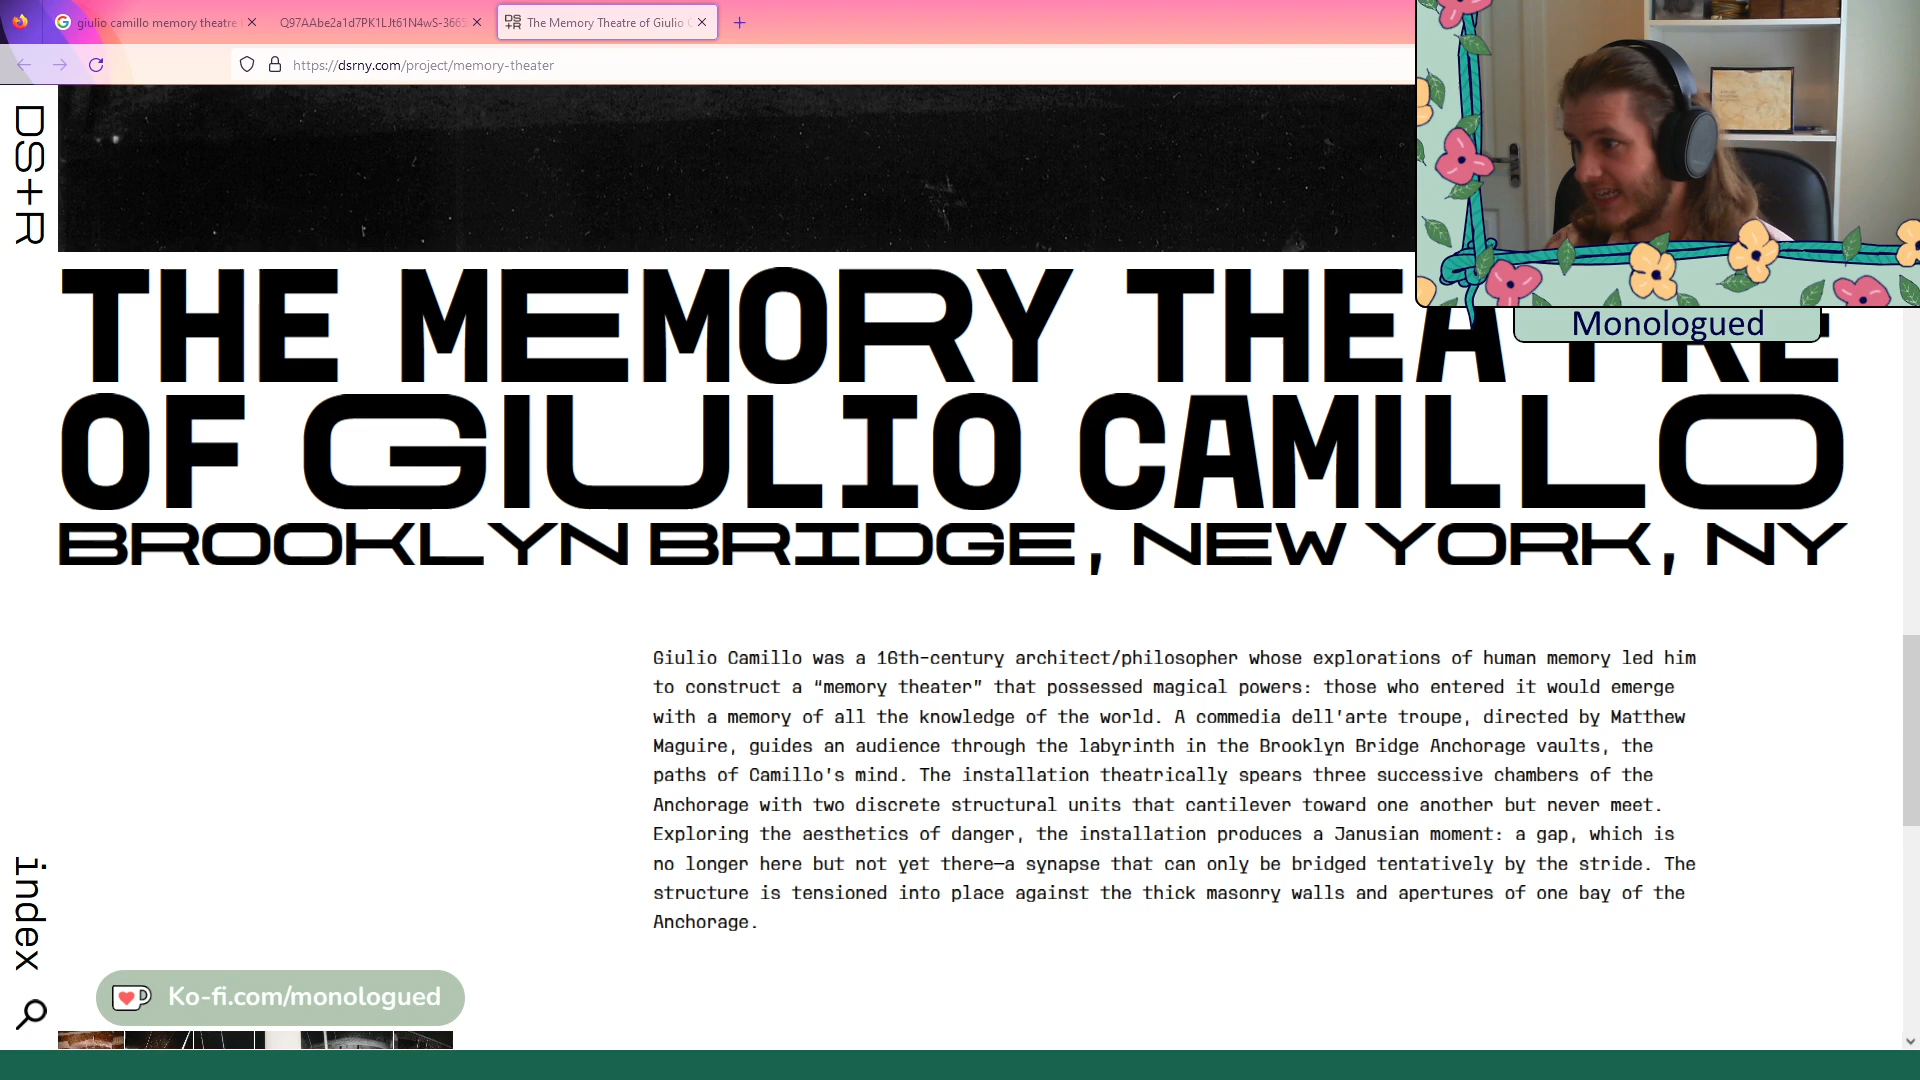 giulio camillo memory theatre
Q97AAbe2a1d7PK1LJt61N4wS-3665
The Memory Theatre of Giulio C
https://dsrny.com/project/memory-theater
DS+R
THE MEMORY THEATRE
OF GIULIO CAMILLO
BROOKLYN BRIDGE, NEW YORK, NY
Monologued
Giulio Camillo was a 16th-century architect/philosopher whose explorations of human memory led him
to construct a “memory theater” that possessed magical powers: those who entered it would emerge
with a memory of all the knowledge of the world. A commedia dell'arte troupe, directed by Matthew
Maguire, guides an audience through the labyrinth in the Brooklyn Bridge Anchorage vaults, the
paths of Camillo's mind. The installation theatrically spears three successive chambers of the
Anchorage with two discrete structural units that cantilever toward one another but never meet.
Exploring the aesthetics of danger, the installation produces a Janusian moment: a gap, which is
no longer here but not yet there—a synapse that can only be bridged tentatively by the stride. The
structure is tensioned into place against the thick masonry walls and apertures of one bay of the
Anchorage.
index
Ko-fi.com/monologued